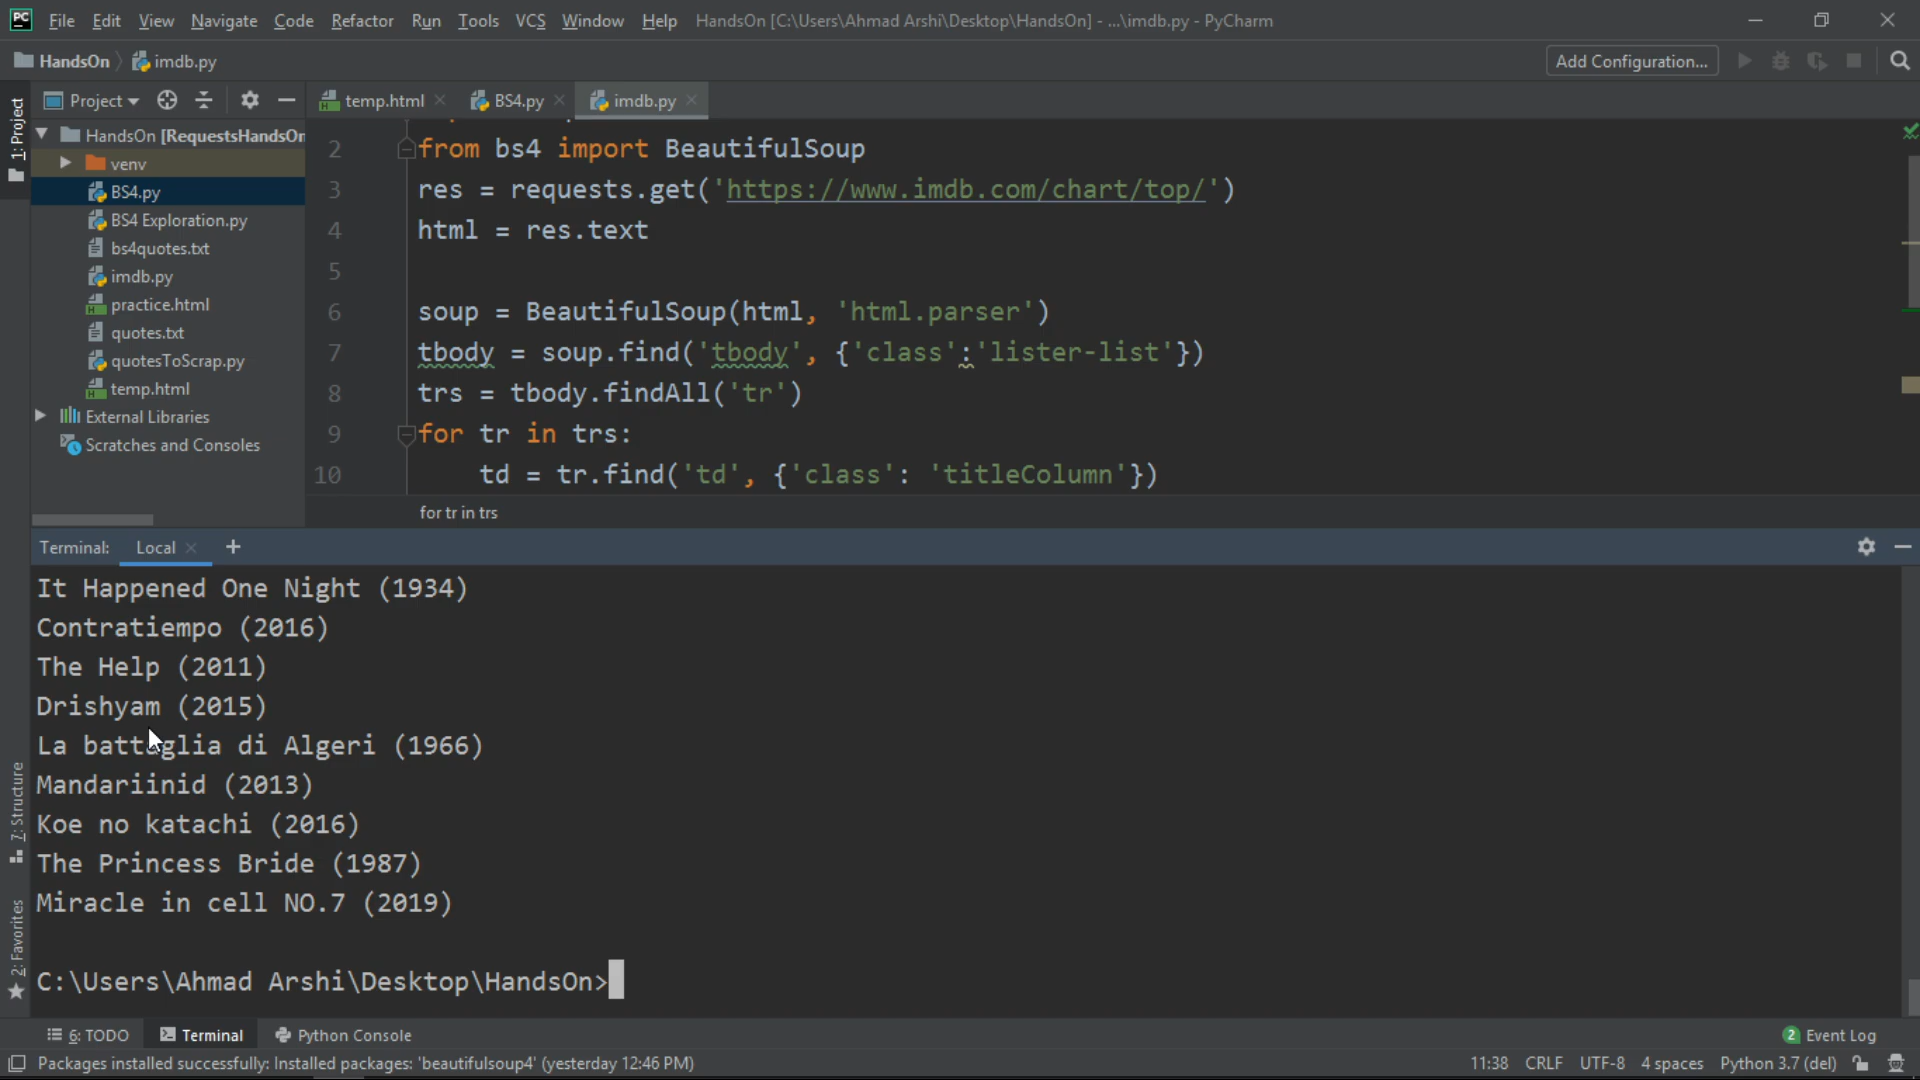 PC File Edit View Navigate Code Refactor Run Tools VCS Window Help HandsOn [C:\Users\Ahmad Arshi\Desktop\HandsOn] - ...\imdb.py - PyCharm
HandsOn imdb.py Add Configuration...
1: Project
Project temp.html BS4.py imdb.py
HandsOn [RequestsHandsOn
venv
BS4.py
BS4 Exploration.py
bs4quotes.txt
imdb.py
practice.html
quotes.txt
quotesToScrap.py
temp.html
External Libraries
Scratches and Consoles
2 from bs4 import BeautifulSoup
3 res = requests.get('https://www.imdb.com/chart/top/')
4 html = res.text
5
6 soup = BeautifulSoup(html, 'html.parser')
7 tbody = soup.find('tbody', {'class':'lister-list'})
8 trs = tbody.findAll('tr')
9 for tr in trs:
10 td = tr.find('td', {'class': 'titleColumn'})
for tr in trs
Terminal: Local +
It Happened One Night (1934)
Contratiempo (2016)
The Help (2011)
Drishyam (2015)
La battaglia di Algeri (1966)
Mandariinid (2013)
Koe no katachi (2016)
The Princess Bride (1987)
Miracle in cell NO.7 (2019)
C:\Users\Ahmad Arshi\Desktop\HandsOn>
7: Structure
2: Favorites
6: TODO Terminal Python Console 2 Event Log
Packages installed successfully: Installed packages: 'beautifulsoup4' (yesterday 12:46 PM) 11:38 CRLF UTF-8 4 spaces Python 3.7 (del)